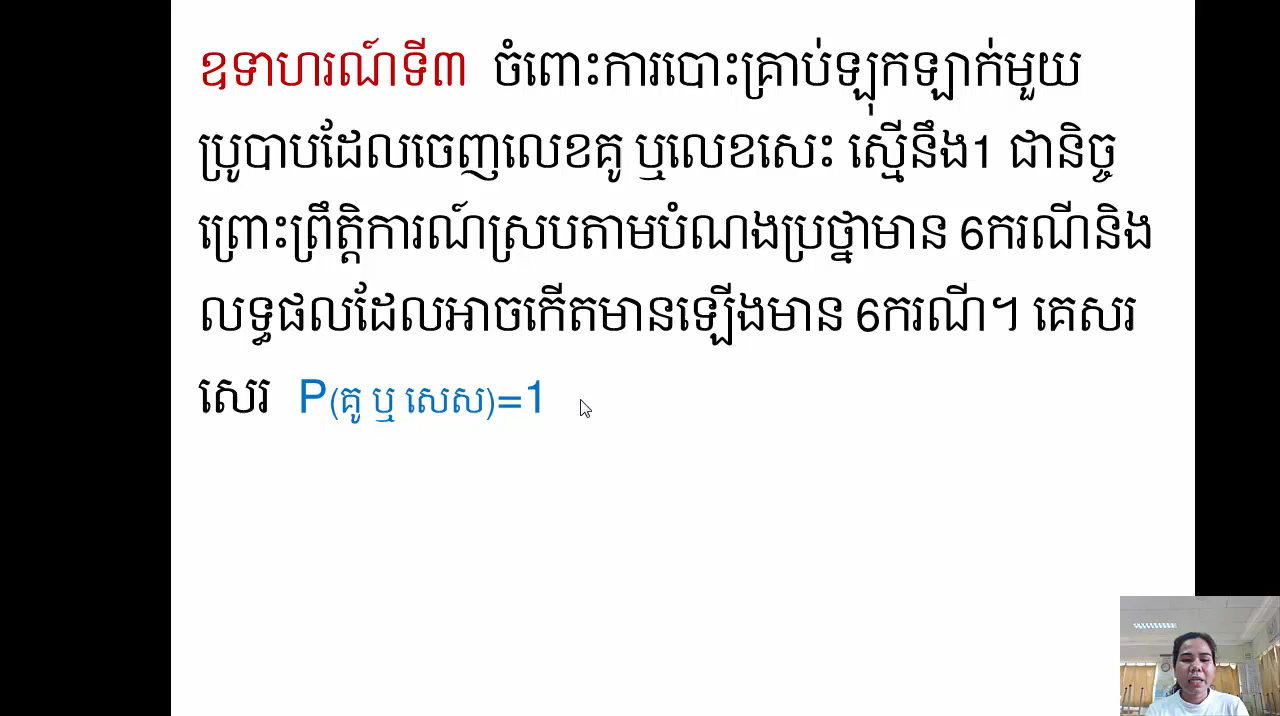 ឧទាហរណ៍ទី៣ ចំពោះការបោះគ្រាប់ឡុកឡាក់មួយ
ប្រូបាបដែលចេញលេខគូ ឬលេខសេះ ស្មើនឹង1 ជានិច្ច
ព្រោះព្រឹត្តិការណ៍ស្របតាមបំណងប្រថ្នាមាន 6ករណីនិង
លទ្ធផលដែលអាចកើតមានឡើងមាន 6ករណី។ គេសរ
សេរ P(គូ ឬ សេស)=1